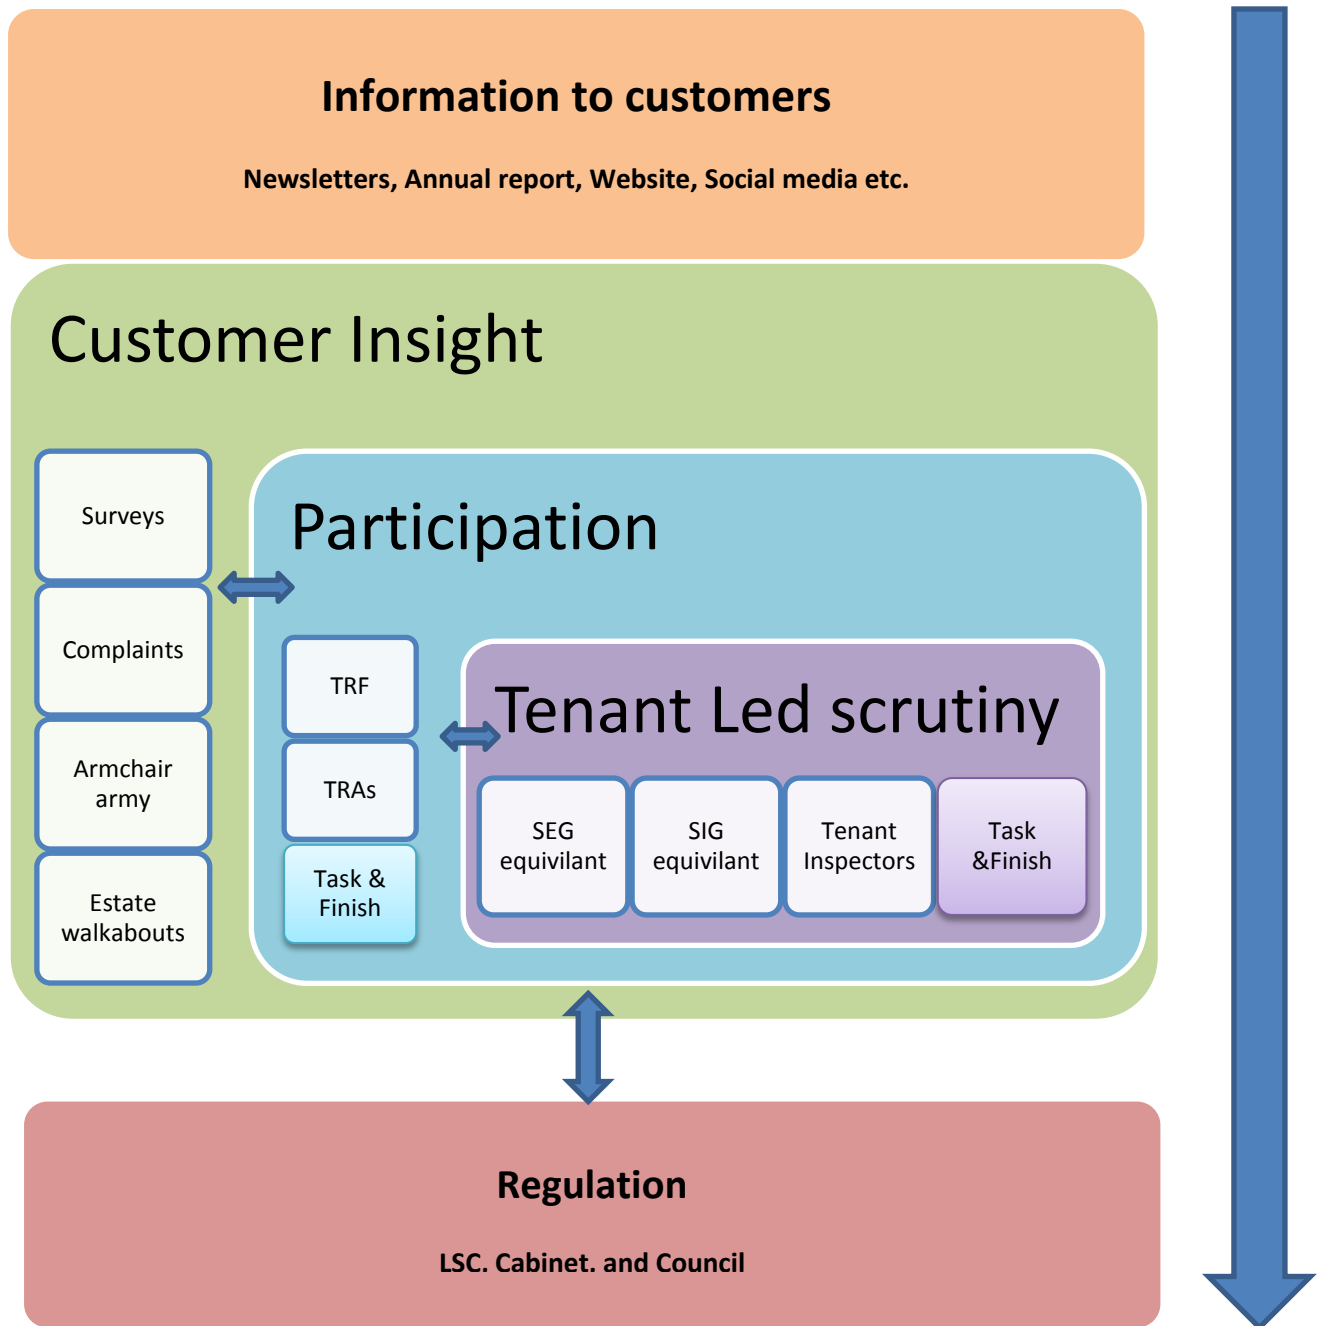 Information to customers
Newsletters, Annual report, Website, Social media etc.
Customer Insight
Surveys
Complaints
Armchair
army
Estate
walkabouts
Participation
TRF
TRAs
Task &
Finish
Tenant Led scrutiny
SEG
equivilant
SIG
equivilant
Tenant
Inspectors
Task
&Finish
Regulation
LSC, Cabinet, and Council